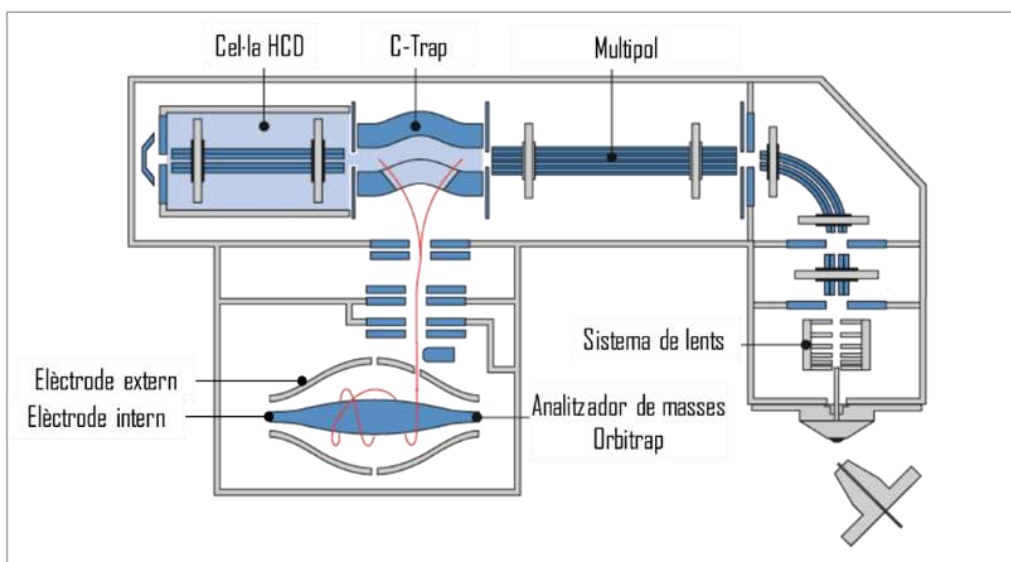 Cel·la HCD
C-Trap
Multipol
Sistema de lents
Elèctrode extern
Elèctrode intern
Analitzador de masses
Orbitrap